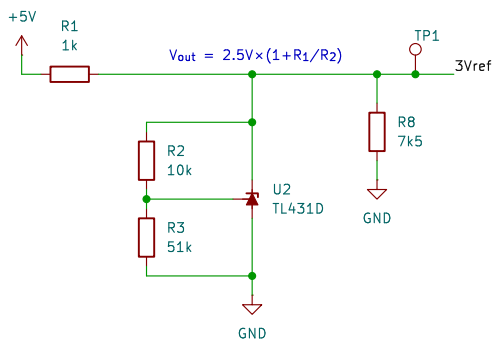 +5V
R1
1k
Vout = 2.5V×(1+R1/R2)
TP1
3Vref
R8
7k5
GND
R2
10k
U2
TL431D
R3
51k
GND